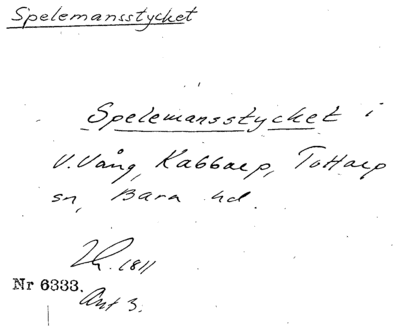 Spelemansstycket
Spelemansstycket i
V. Vång, Kabbarp, Tottarp
sn, Bara hd.
1811
Nr 6333.
Ant 3.